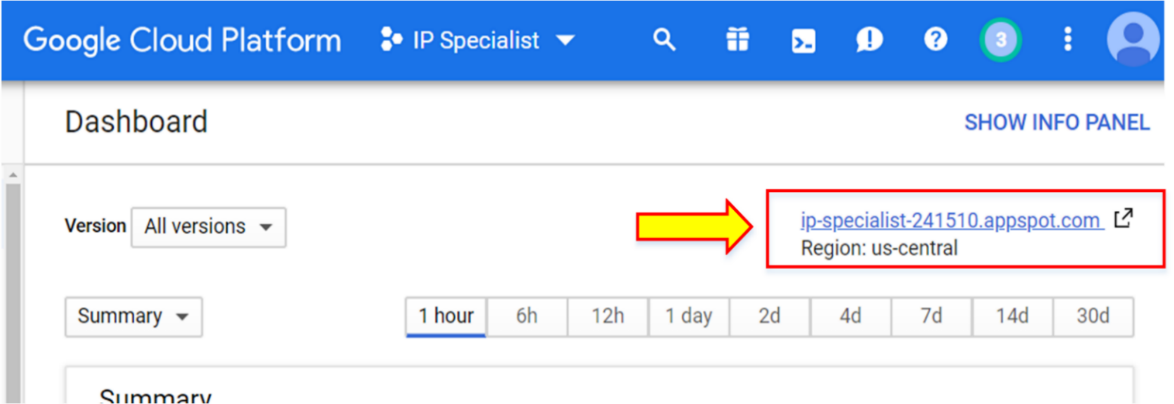 Google Cloud Platform IP Specialist 3
Dashboard SHOW INFO PANEL
Version All versions
ip-specialist-241510.appspot.com
Region: us-central
Summary 1 hour 6h 12h 1 day 2d 4d 7d 14d 30d
Summary